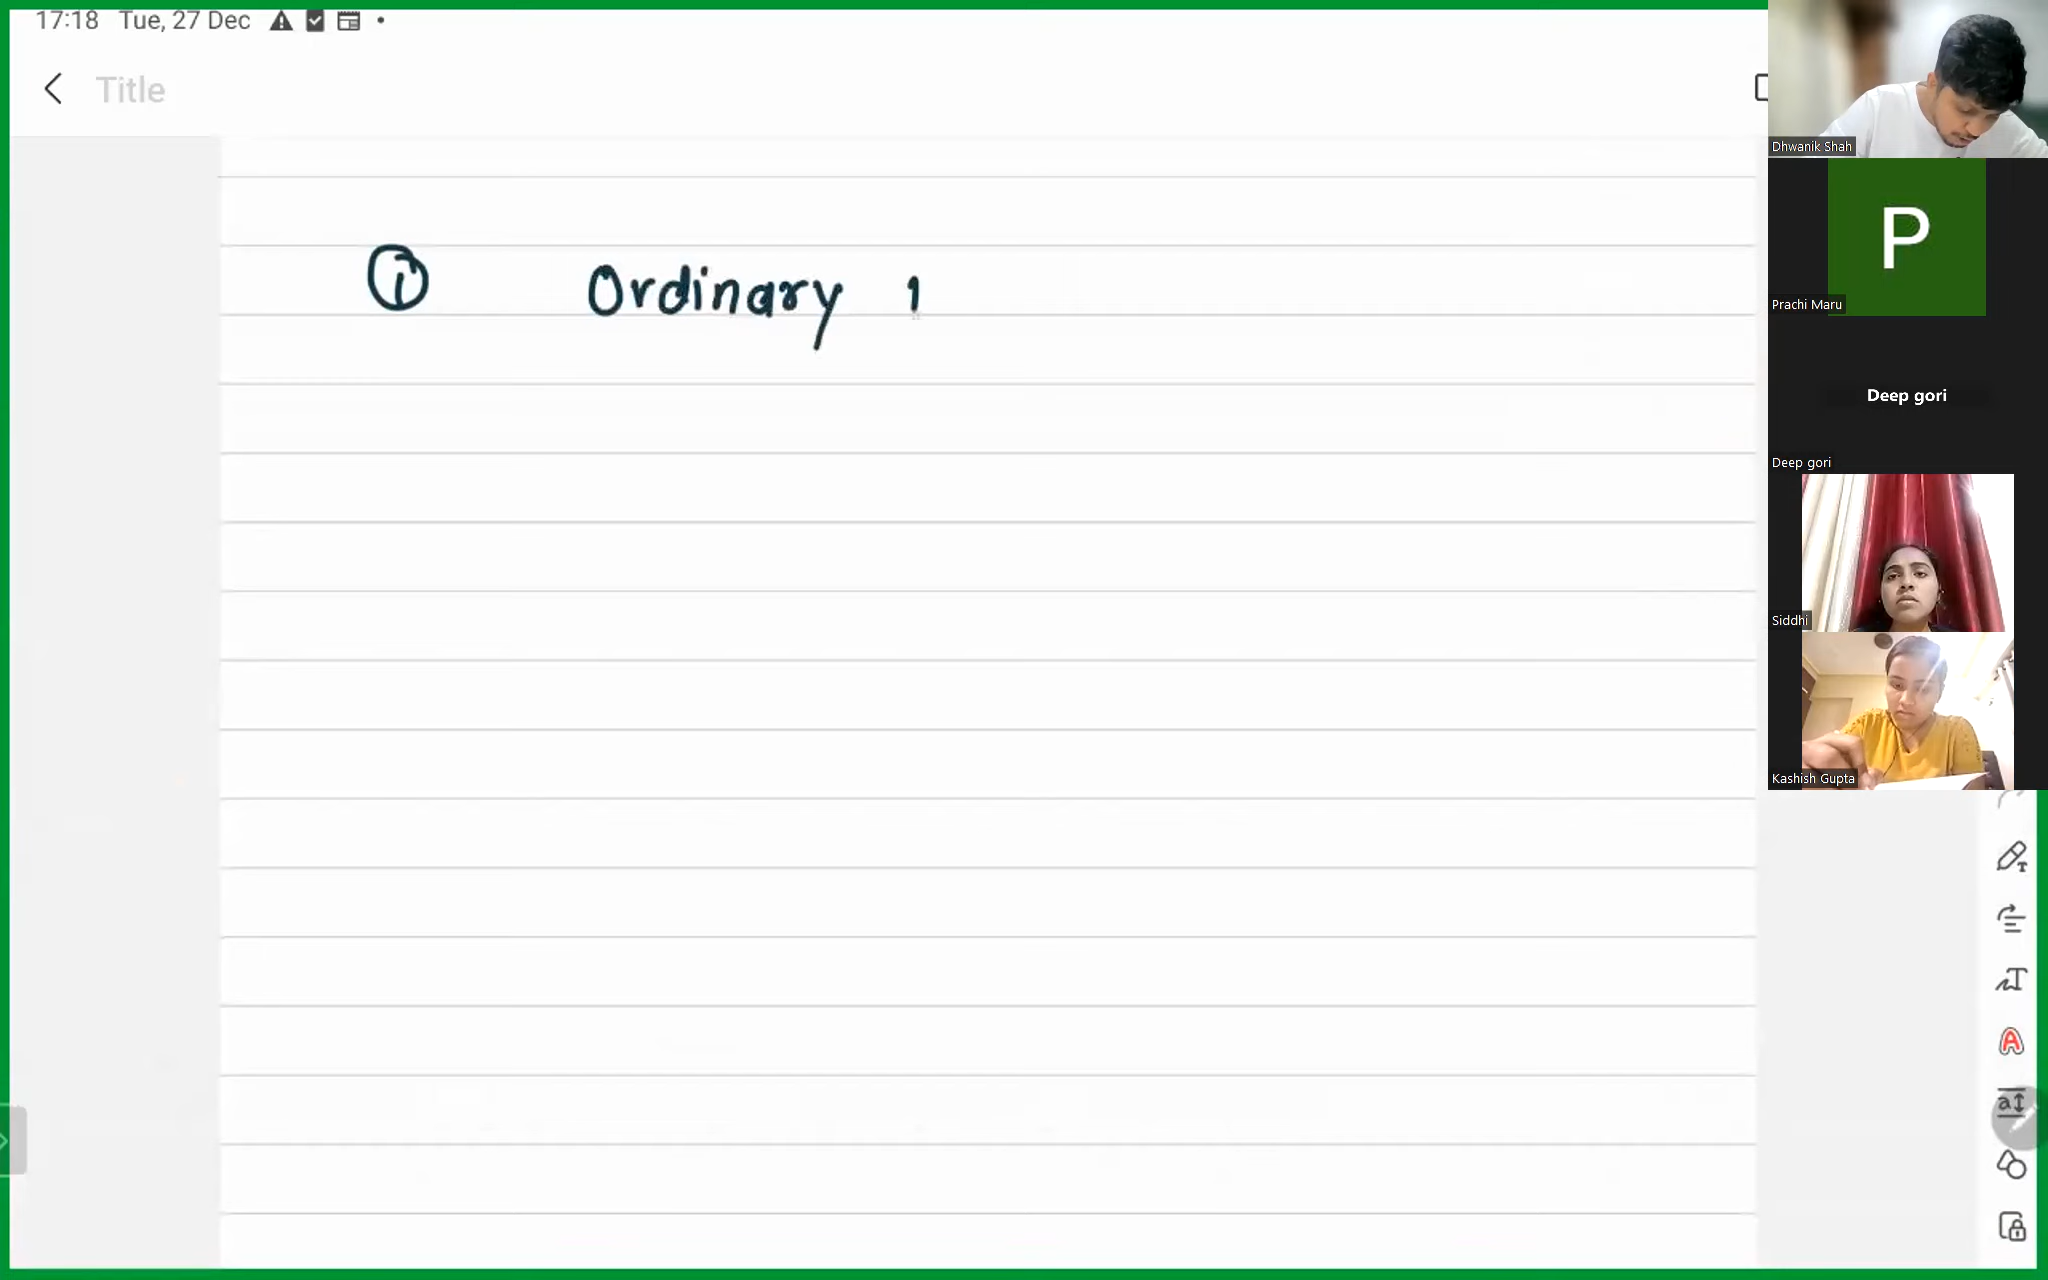 17:18 Tue, 27 Dec
Title
① Ordinary
Dhwanik Shah
P
Prachi Maru
Deep gori
Deep gori
Siddhi
Kashish Gupta